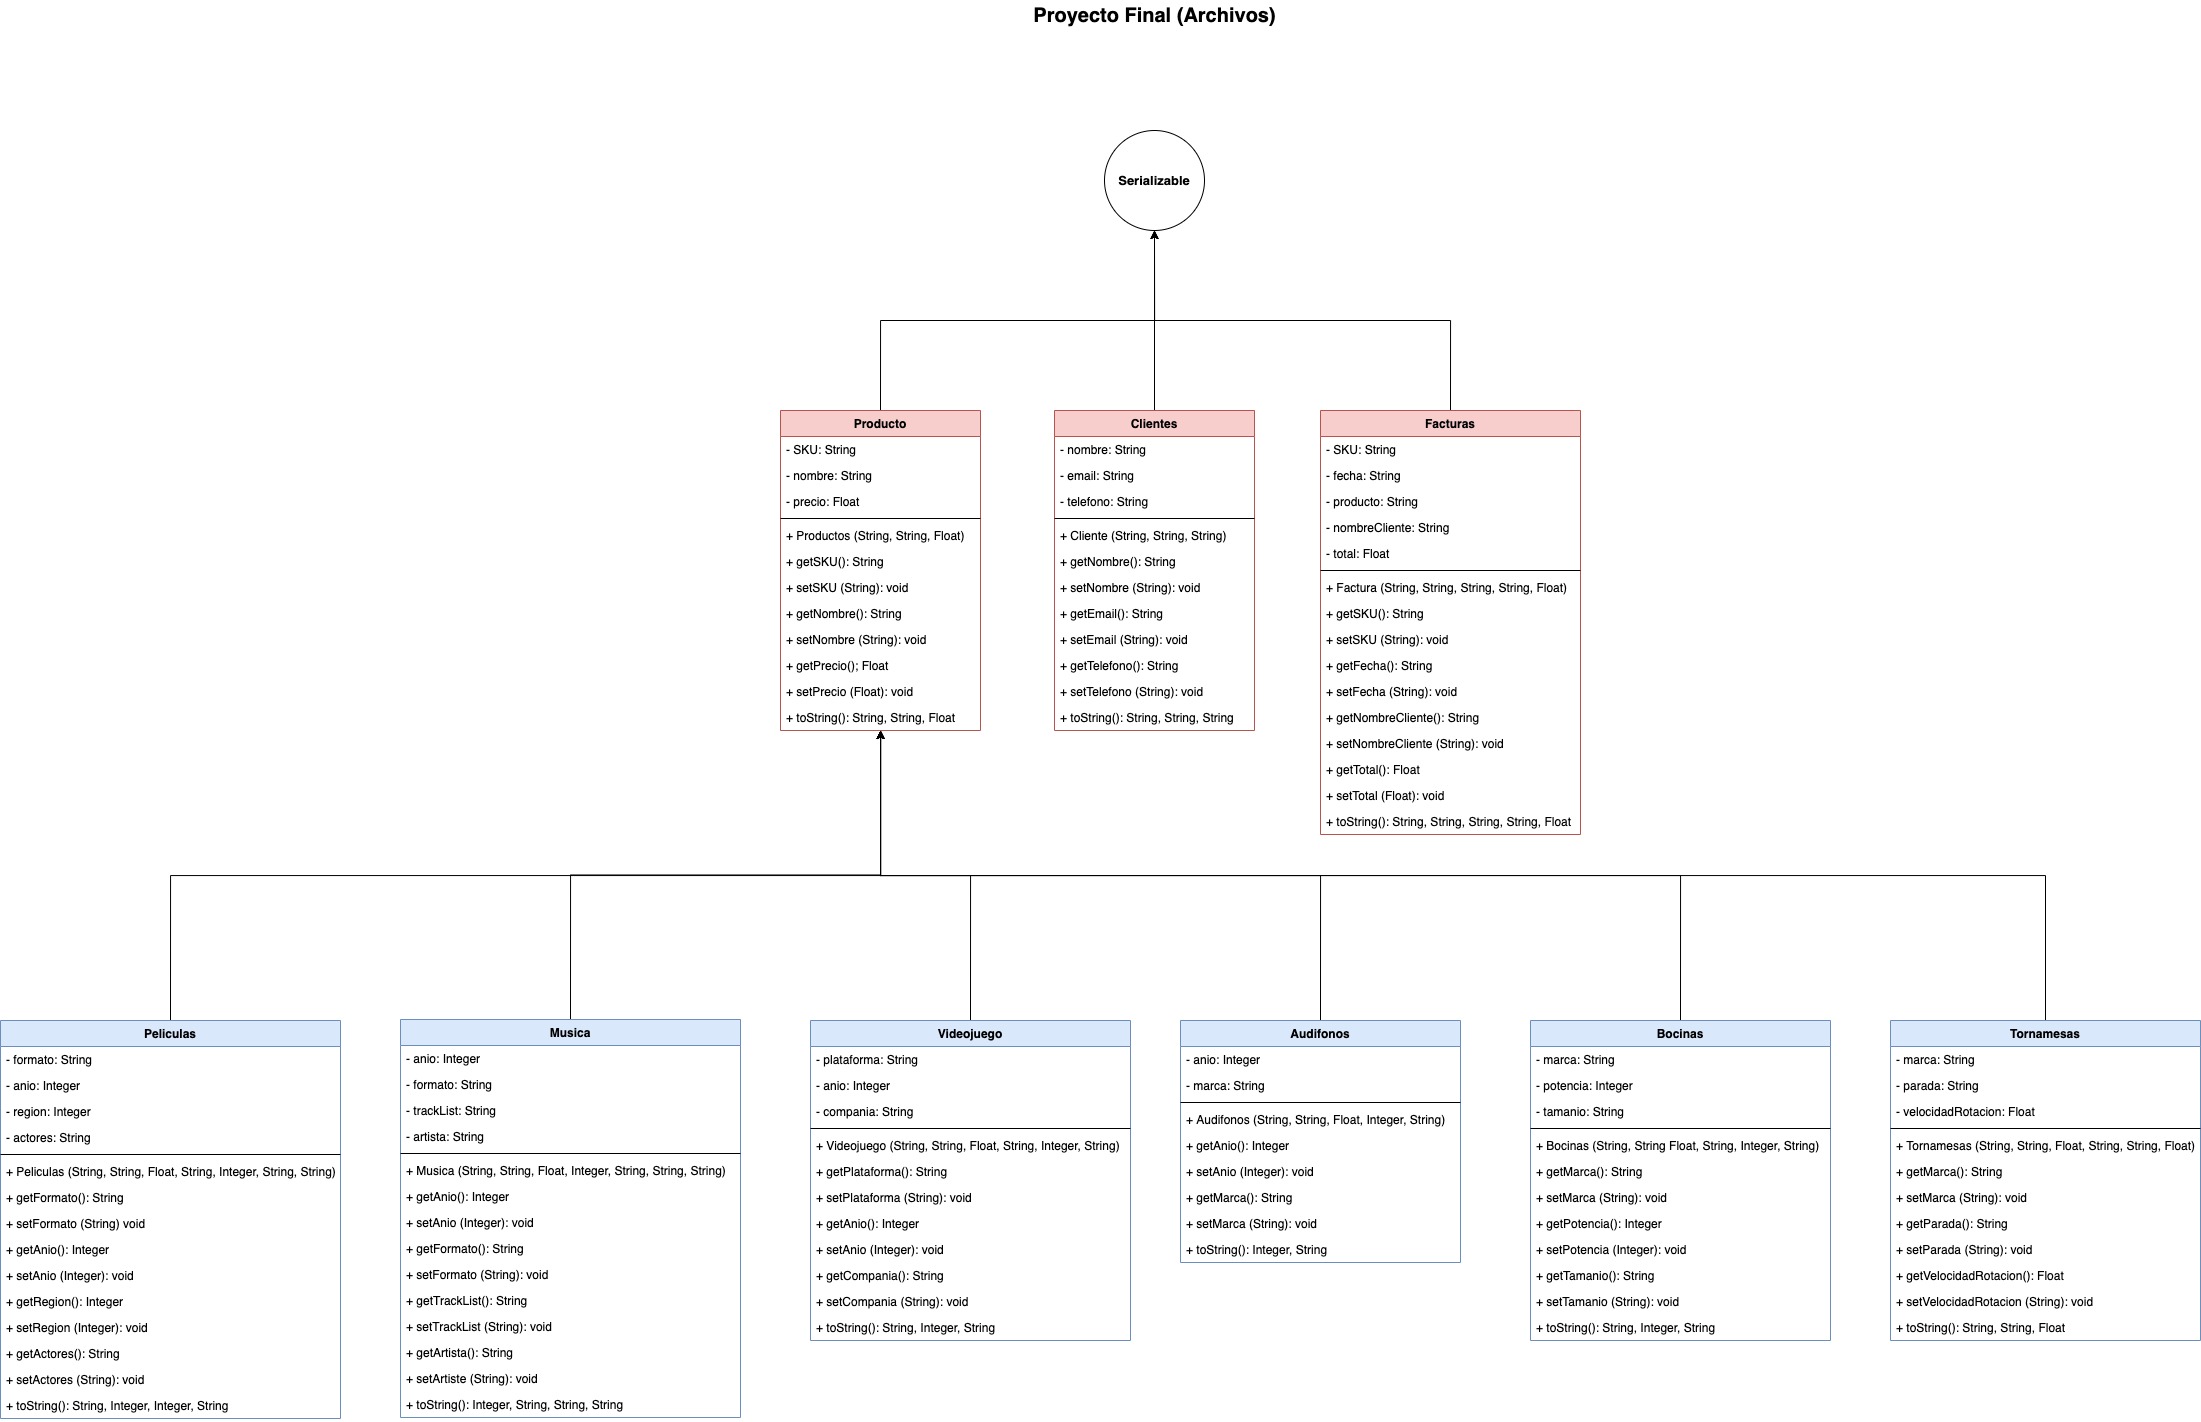 Proyecto Final (Archivos)
Serializable
Producto
- SKU: String
- nombre: String
- precio: Float
+ Productos (String, String, Float)
+ getSKU(): String
+ setSKU (String): void
+ getNombre(): String
+ setNombre (String): void
+ getPrecio(); Float
+ setPrecio (Float): void
+ toString(): String, String, Float
Clientes
- nombre: String
- email: String
- telefono: String
+ Cliente (String, String, String)
+ getNombre(): String
+ setNombre (String): void
+ getEmail(): String
+ setEmail (String): void
+ getTelefono(): String
+ setTelefono (String): void
+ toString(): String, String, String
Facturas
- SKU: String
- fecha: String
- producto: String
- nombreCliente: String
- total: Float
+ Factura (String, String, String, String, Float)
+ getSKU(): String
+ setSKU (String): void
+ getFecha(): String
+ setFecha (String): void
+ getNombreCliente(): String
+ setNombreCliente (String): void
+ getTotal(): Float
+ setTotal (Float): void
+ toString(): String, String, String, String, Float
Peliculas
- formato: String
- anio: Integer
- region: Integer
- actores: String
+ Peliculas (String, String, Float, String, Integer, String, String)
+ getFormato(): String
+ setFormato (String) void
+ getAnio(): Integer
+ setAnio (Integer): void
+ getRegion(): Integer
+ setRegion (Integer): void
+ getActores(): String
+ setActores (String): void
+ toString(): String, Integer, Integer, String
Musica
- anio: Integer
- formato: String
- trackList: String
- artista: String
+ Musica (String, String, Float, Integer, String, String, String)
+ getAnio(): Integer
+ setAnio (Integer): void
+ getFormato(): String
+ setFormato (String): void
+ getTrackList(): String
+ setTrackList (String): void
+ getArtista(): String
+ setArtiste (String): void
+ toString(): Integer, String, String, String
Videojuego
- plataforma: String
- anio: Integer
- compania: String
+ Videojuego (String, String, Float, String, Integer, String)
+ getPlataforma(): String
+ setPlataforma (String): void
+ getAnio(): Integer
+ setAnio (Integer): void
+ getCompania(): String
+ setCompania (String): void
+ toString(): String, Integer, String
Audifonos
- anio: Integer
- marca: String
+ Audifonos (String, String, Float, Integer, String)
+ getAnio(): Integer
+ setAnio (Integer): void
+ getMarca(): String
+ setMarca (String): void
+ toString(): Integer, String
Bocinas
- marca: String
- potencia: Integer
- tamanio: String
+ Bocinas (String, String Float, String, Integer, String)
+ getMarca(): String
+ setMarca (String): void
+ getPotencia(): Integer
+ setPotencia (Integer): void
+ getTamanio(): String
+ setTamanio (String): void
+ toString(): String, Integer, String
Tornamesas
- marca: String
- parada: String
- velocidadRotacion: Float
+ Tornamesas (String, String, Float, String, String, Float)
+ getMarca(): String
+ setMarca (String): void
+ getParada(): String
+ setParada (String): void
+ getVelocidadRotacion(): Float
+ setVelocidadRotacion (String): void
+ toString(): String, String, Float